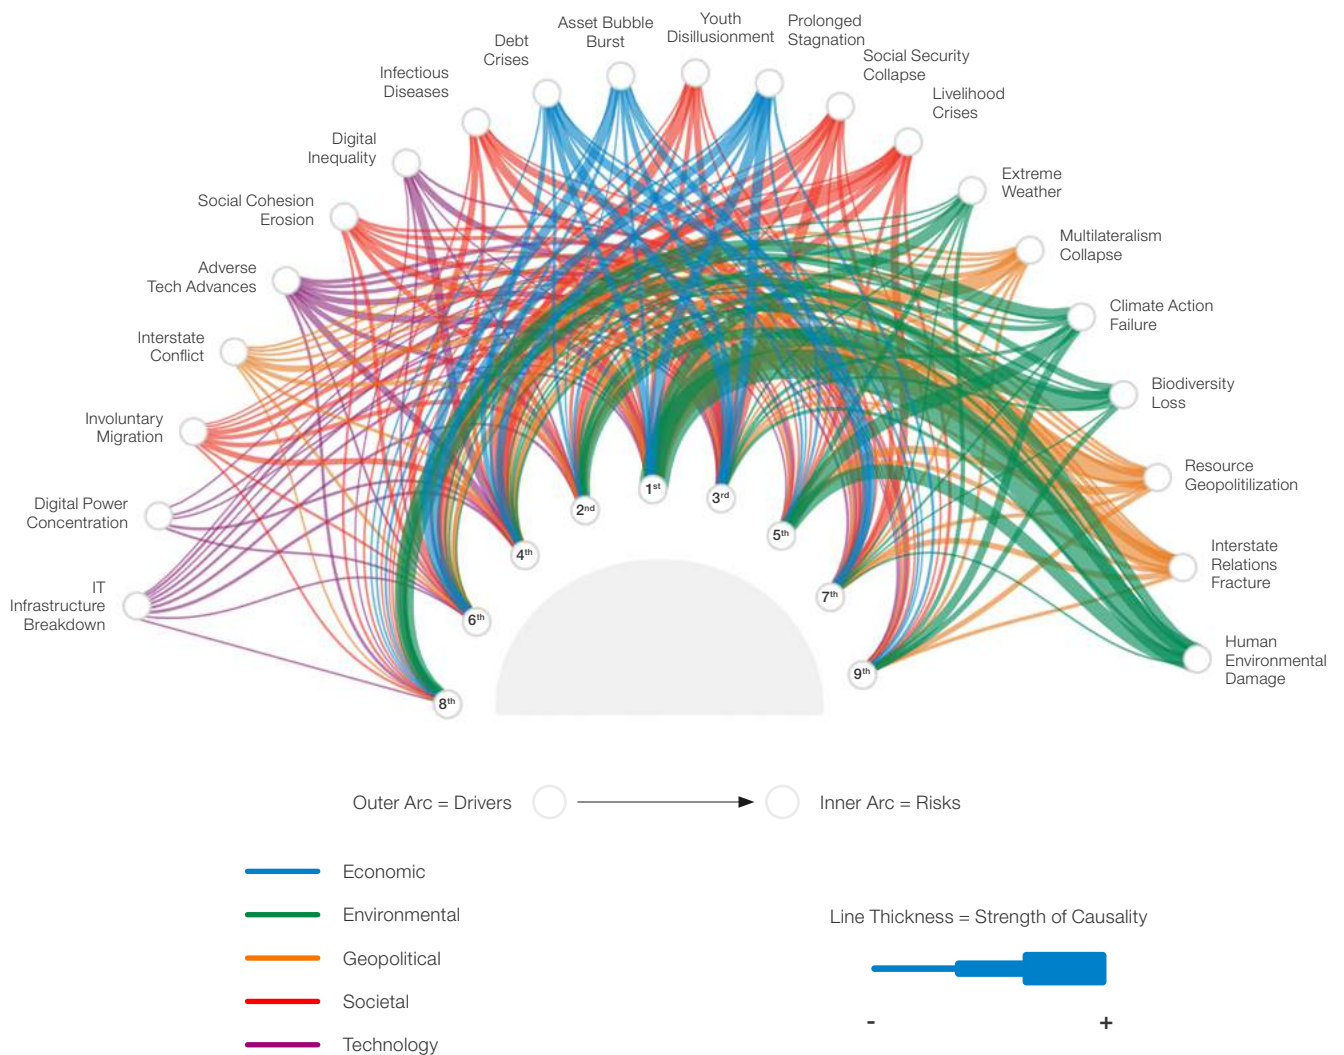 Asset Bubble
Burst
Youth
Disillusionment
Prolonged
Stagnation
Debt
Crises
Social Security
Collapse
Infectious
Diseases
Livelihood
Crises
Digital
Inequality
Extreme
Weather
Social Cohesion
Erosion
Multilateralism
Collapse
Adverse
Tech Advances
Climate Action
Failure
Interstate
Conflict
Biodiversity
Loss
Involuntary
Migration
Resource
Geopolitilization
Digital Power
Concentration
Interstate
Relations
Fracture
IT
Infrastructure
Breakdown
Human
Environmental
Damage
1st
2nd
3rd
4th
5th
6th
7th
8th
9th
Outer Arc = Drivers
Inner Arc = Risks
Economic
Environmental
Geopolitical
Societal
Technology
Line Thickness = Strength of Causality
- +